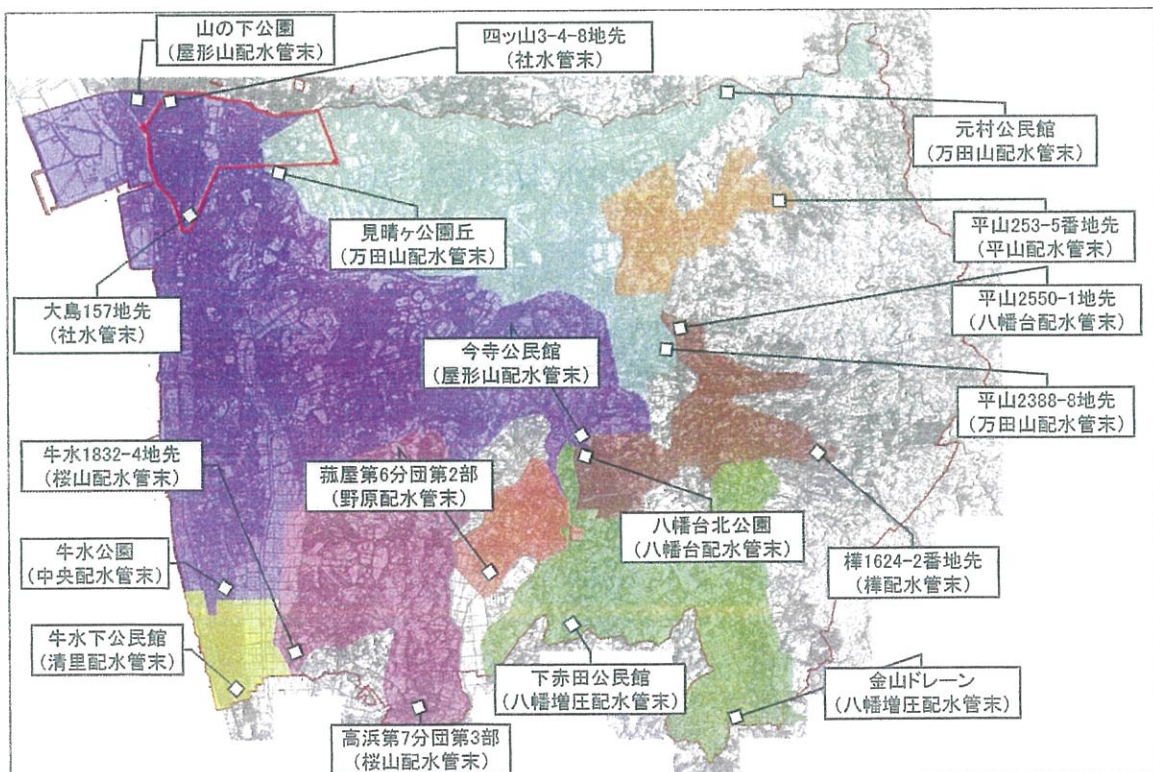 山の下公園
(屋形山配水管末)
四ッ山3-4-8地先
(社水管末)
元村公民館
(万田山配水管末)
見晴ヶ公園丘
(万田山配水管末)
平山253-5番地先
(平山配水管末)
大島157地先
(社水管末)
平山2550-1地先
(八幡台配水管末)
今寺公民館
(屋形山配水管末)
平山2388-8地先
(万田山配水管末)
牛水1832-4地先
(桜山配水管末)
菰屋第6分団第2部
(野原配水管末)
八幡台北公園
(八幡台配水管末)
牛水公園
(中央配水管末)
樺1624-2番地先
(樺配水管末)
牛水下公民館
(清里配水管末)
下赤田公民館
(八幡増圧配水管末)
金山ドレーン
(八幡増圧配水管末)
高浜第7分団第3部
(桜山配水管末)